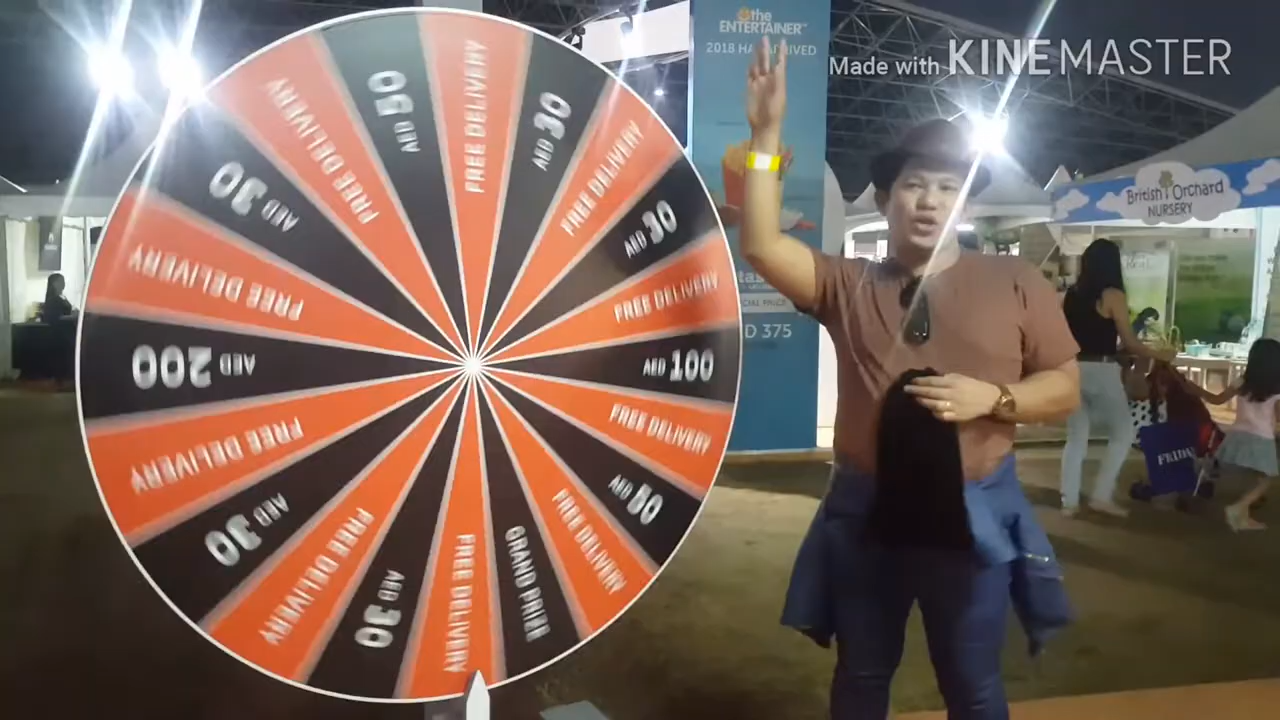 Made with KINEMASTER
the
ENTERTAINER
2018 HAS ARRIVED
D 375
British Orchard
NURSERY
FRIDA
FREE DELIVERY
AED 30
FREE DELIVERY
AED 30
FREE DELIVERY
AED 100
FREE DELIVERY
AED 50
FREE DELIVERY
GRAND PRIZE
FREE DELIVERY
AED 30
FREE DELIVERY
AED 30
FREE DELIVERY
AED 200
FREE DELIVERY
AED 30
FREE DELIVERY
AED 50